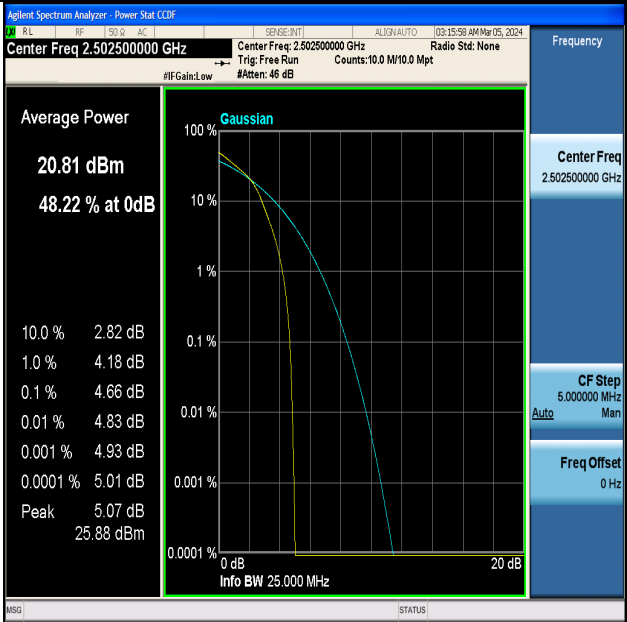 Agilent Spectrum Analyzer - Power Stat CCDF
LXI RL RF 50 Ω AC SENSE:INT ALIGN AUTO 03:15:58 AM Mar 05, 2024
Center Freq 2.502500000 GHz
Center Freq: 2.502500000 GHz Radio Std: None
Trig: Free Run Counts:10.0 M/10.0 Mpt
#IFGain:Low #Atten: 46 dB
Frequency
Average Power
20.81 dBm
48.22 % at 0dB
10.0 % 2.82 dB
1.0 % 4.18 dB
0.1 % 4.66 dB
0.01 % 4.83 dB
0.001 % 4.93 dB
0.0001 % 5.01 dB
Peak 5.07 dB
25.88 dBm
Gaussian
100 %
10 %
1 %
0.1 %
0.01 %
0.001 %
0.0001 %
0 dB 20 dB
Info BW 25.000 MHz
Center Freq
2.502500000 GHz
CF Step
5.000000 MHz
Auto Man
Freq Offset
0 Hz
MSG STATUS